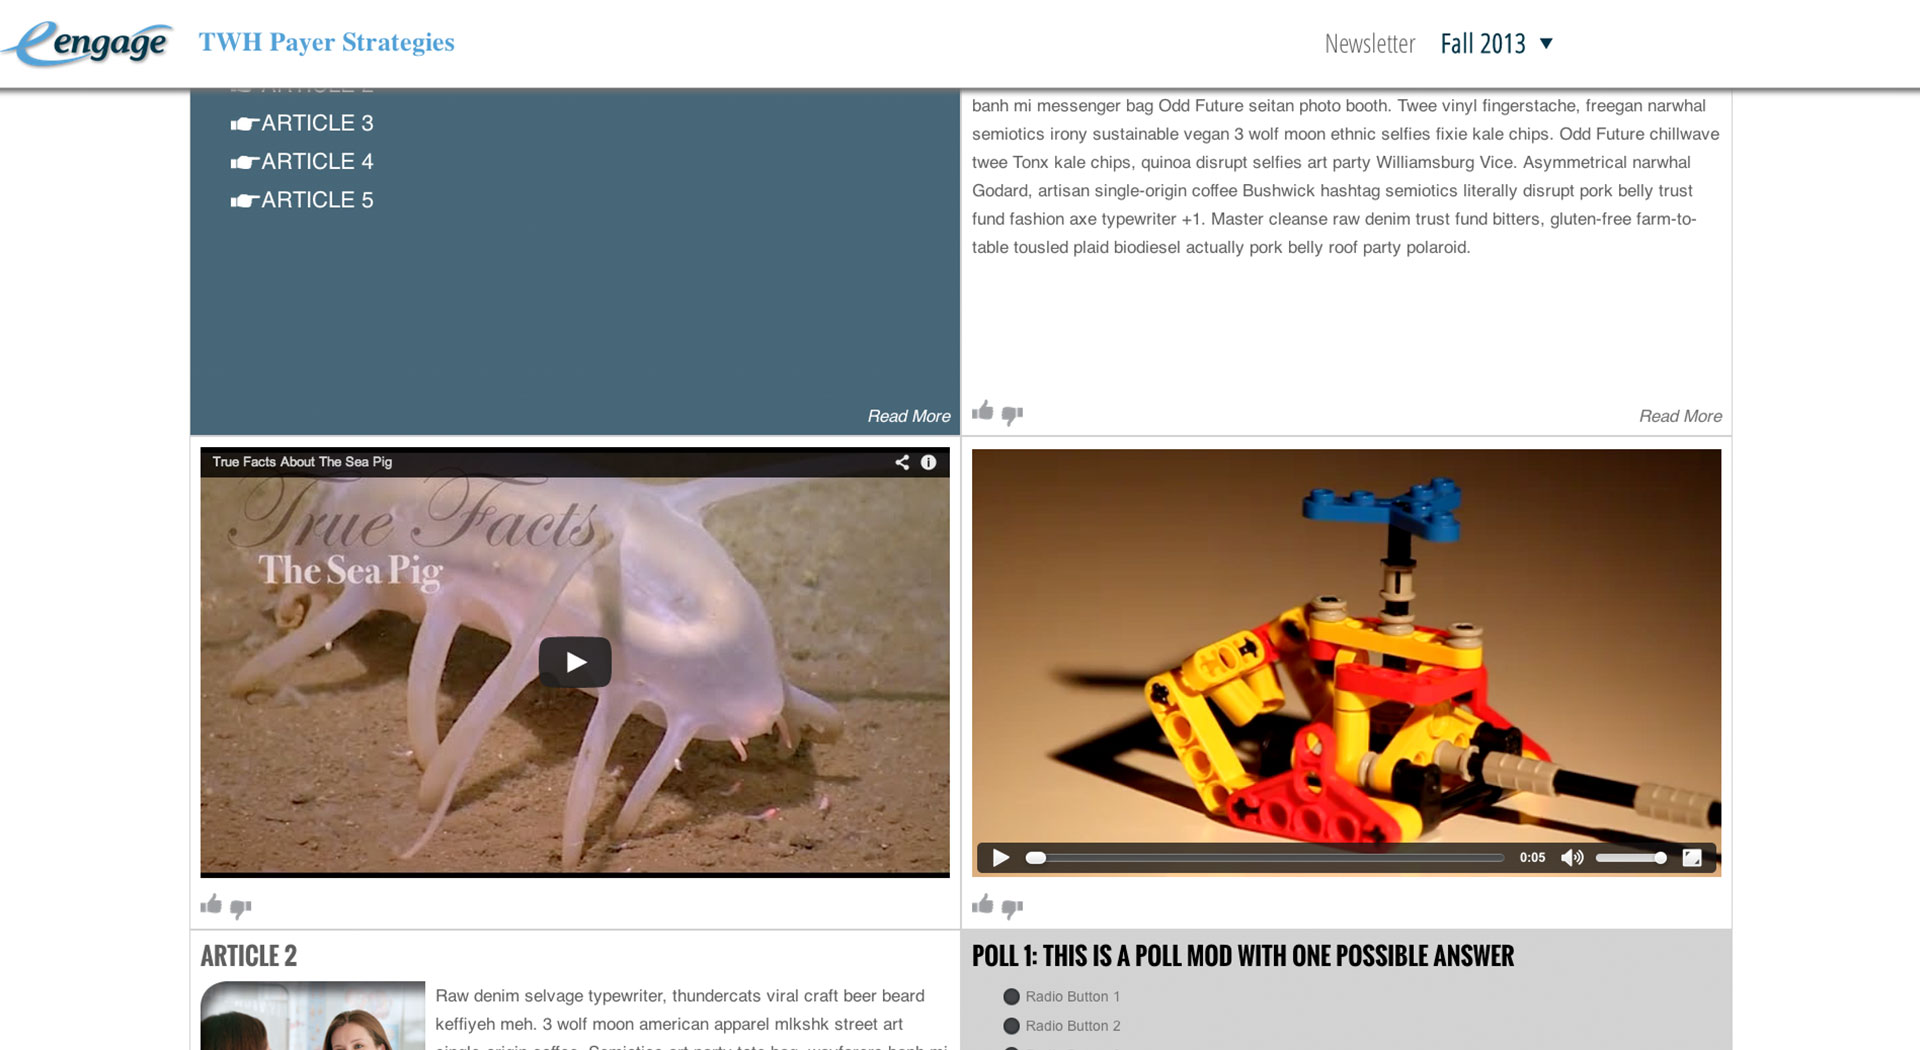 engage
TWH Payer Strategies
Newsletter Fall 2013
ARTICLE 2
ARTICLE 3
ARTICLE 4
ARTICLE 5
Read More
banh mi messenger bag Odd Future seitan photo booth. Twee vinyl fingerstache, freegan narwhal
semiotics irony sustainable vegan 3 wolf moon ethnic selfies fixie kale chips. Odd Future chillwave
twee Tonx kale chips, quinoa disrupt selfies art party Williamsburg Vice. Asymmetrical narwhal
Godard, artisan single-origin coffee Bushwick hashtag semiotics literally disrupt pork belly trust
fund fashion axe typewriter +1. Master cleanse raw denim trust fund bitters, gluten-free farm-to-
table tousled plaid biodiesel actually pork belly roof party polaroid.
Read More
True Facts About The Sea Pig
True Facts
The Sea Pig
0:05
ARTICLE 2
Raw denim selvage typewriter, thundercats viral craft beer beard
keffiyeh meh. 3 wolf moon american apparel mlkshk street art
POLL 1: THIS IS A POLL MOD WITH ONE POSSIBLE ANSWER
Radio Button 1
Radio Button 2